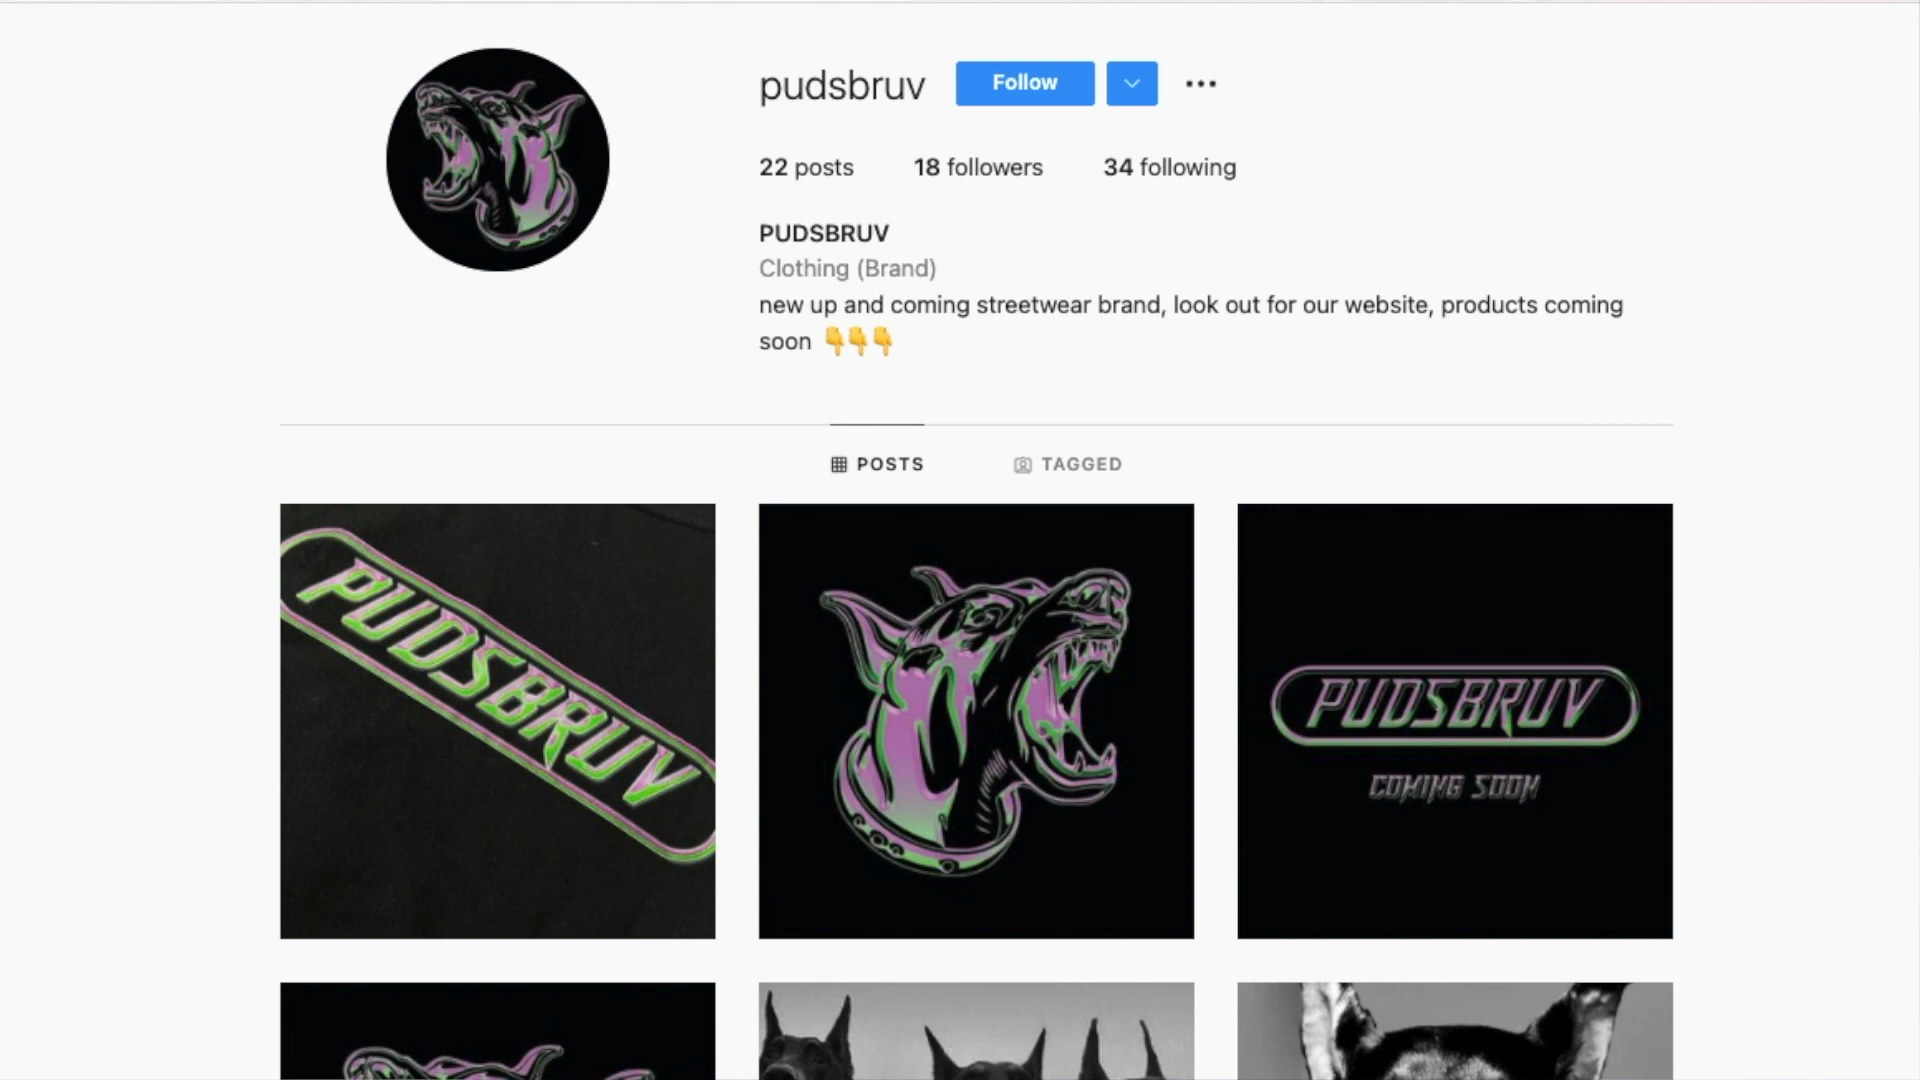 pudsbruv Follow
22 posts 18 followers 34 following
PUDSBRUV
Clothing (Brand)
new up and coming streetwear brand, look out for our website, products coming
soon 👇👇👇
POSTS TAGGED
PUDSBRUV
PUDSBRUV
COMING SOON